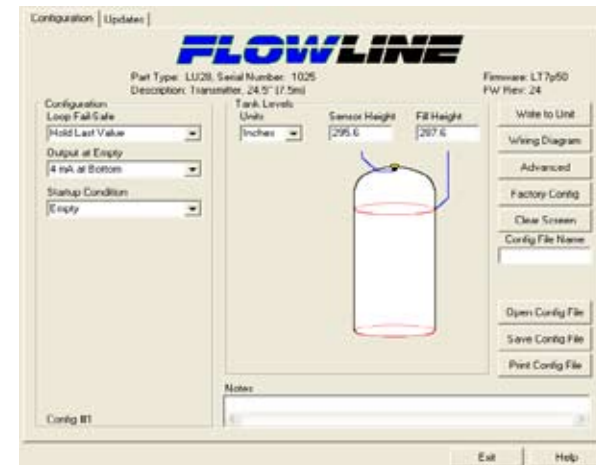 Configuration Updates
FLOWLINE
Part Type: LU28, Serial Number: 1025
Description: Transmitter, 24.5" (7.5m)
Firmware: LT7p50
FW Rev: 24
Configuration
Loop Fail-Safe
Hold Last Value
Output at Empty
4 mA at Bottom
Startup Condition
Empty
Config #1
Tank Levels
Units
Inches
Sensor Height
295.6
Fill Height
287.6
Write to Unit
Wiring Diagram
Advanced
Factory Config
Clear Screen
Config File Name
Open Config File
Save Config File
Print Config File
Notes
Exit
Help